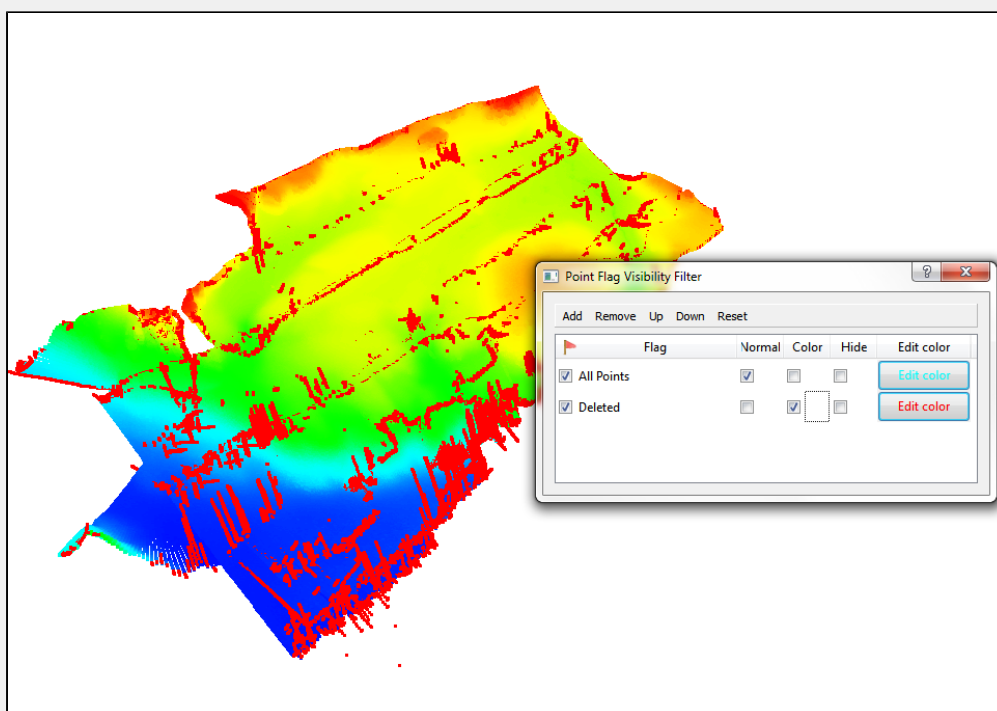 Point Flag Visibility Filter
Add Remove Up Down Reset
Flag Normal Color Hide Edit color
All Points Edit color
Deleted Edit color